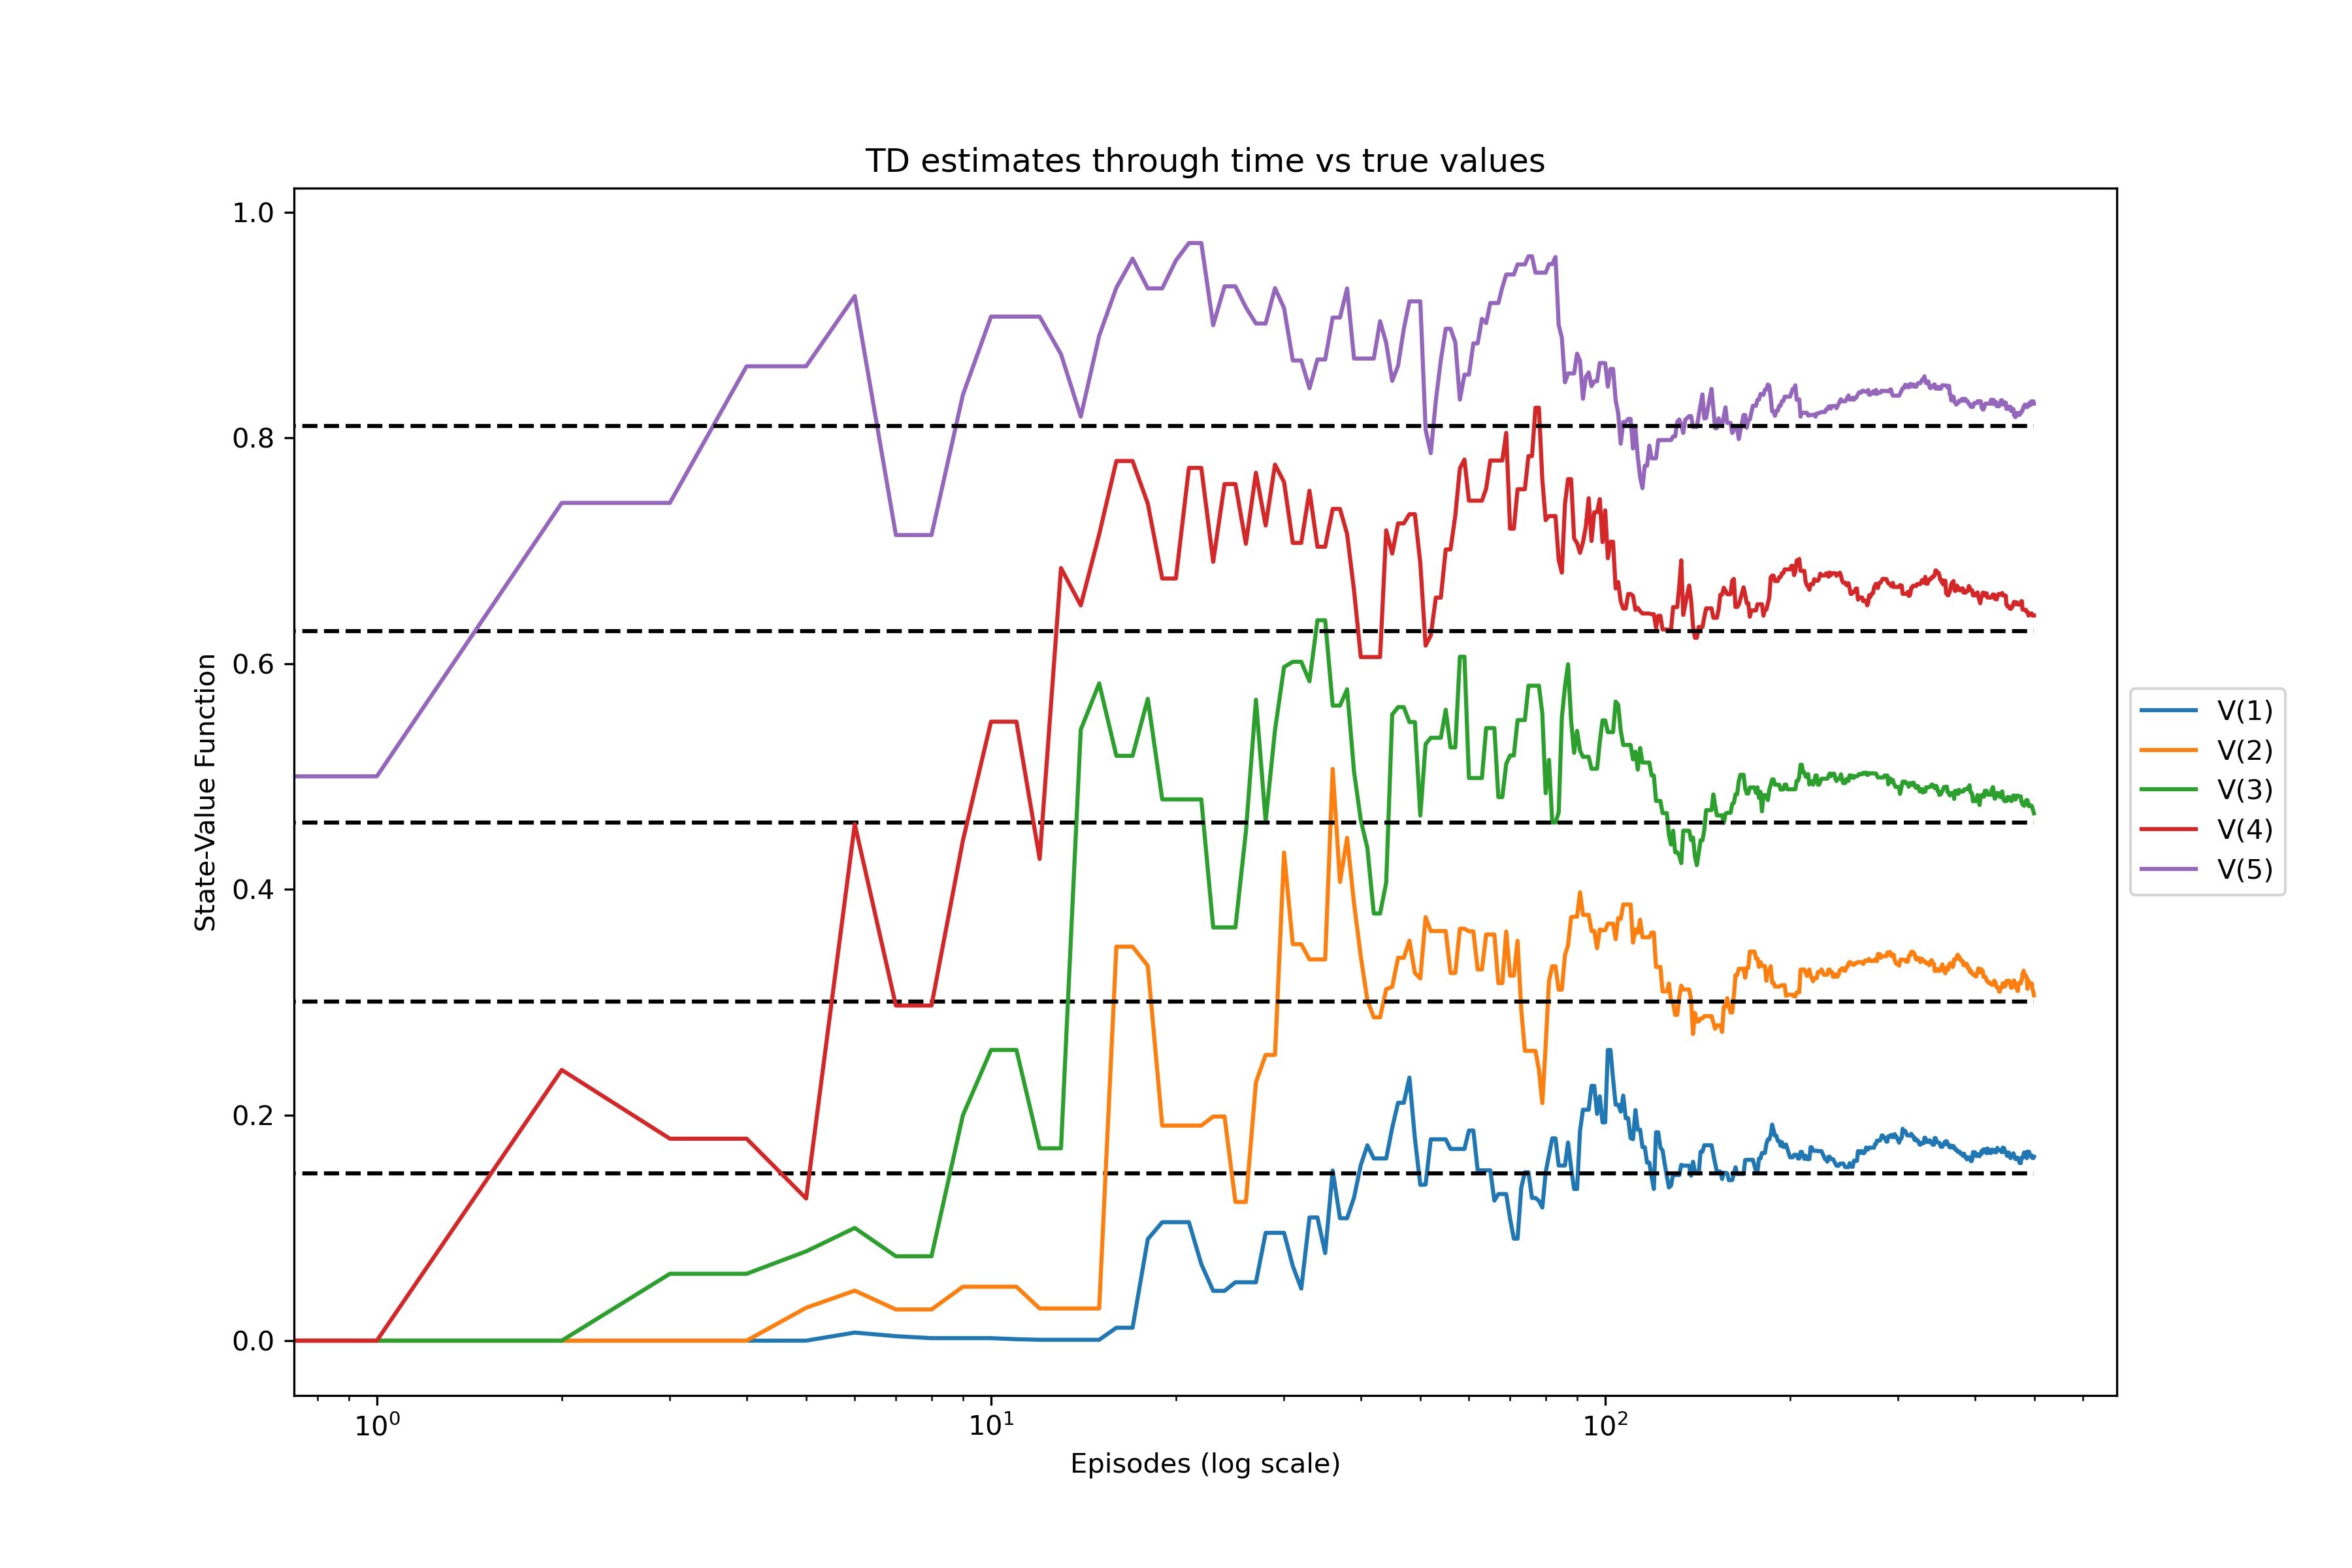 TD estimates through time vs true values
1.0
0.8
0.6
0.4
0.2
0.0
State-Value Function
10⁰
10¹
10²
Episodes (log scale)
V(1)
V(2)
V(3)
V(4)
V(5)